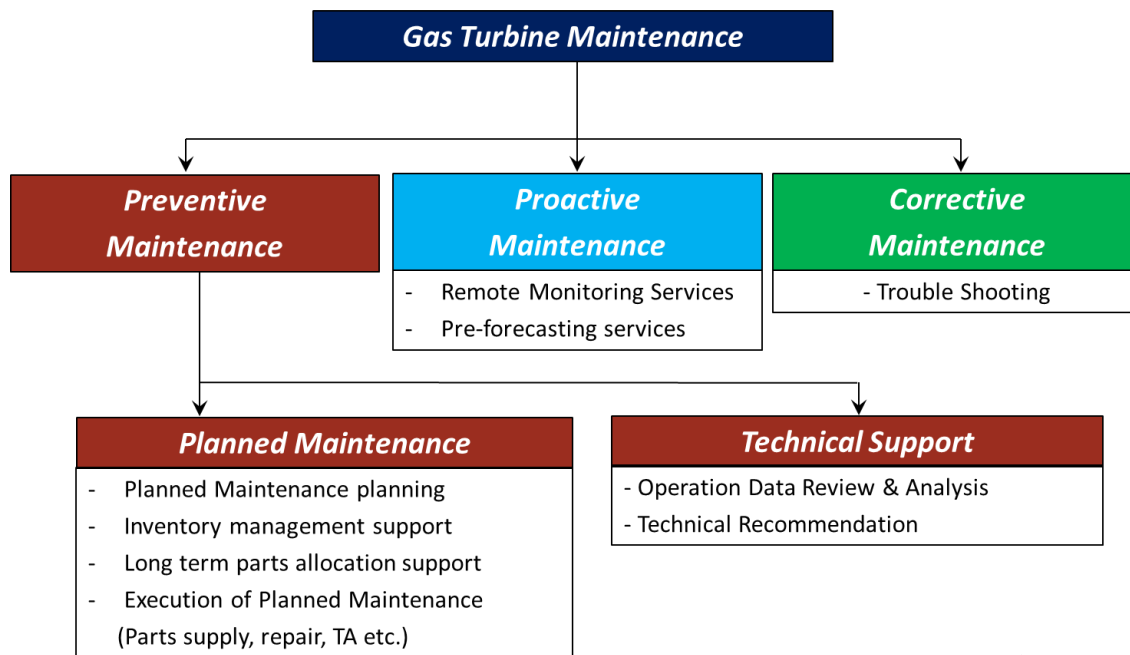 Gas Turbine Maintenance
Preventive
Maintenance
Proactive
Maintenance
- Remote Monitoring Services
- Pre-forecasting services
Corrective
Maintenance
- Trouble Shooting
Planned Maintenance
- Planned Maintenance planning
- Inventory management support
- Long term parts allocation support
- Execution of Planned Maintenance
(Parts supply, repair, TA etc.)
Technical Support
- Operation Data Review & Analysis
- Technical Recommendation